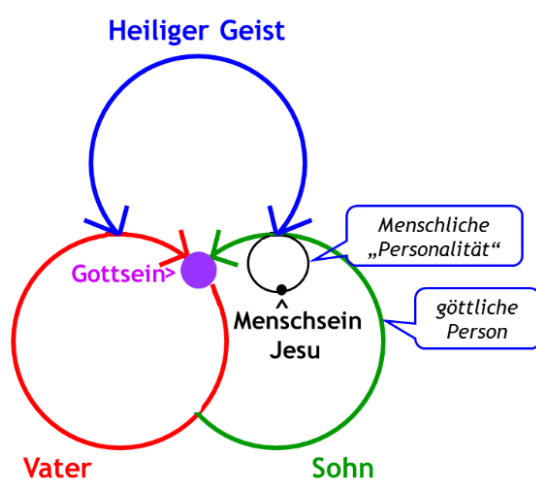 Heiliger Geist
Menschliche
„Personalität“
Gottsein>
göttliche
Person
^
Menschsein
Jesu
Vater
Sohn